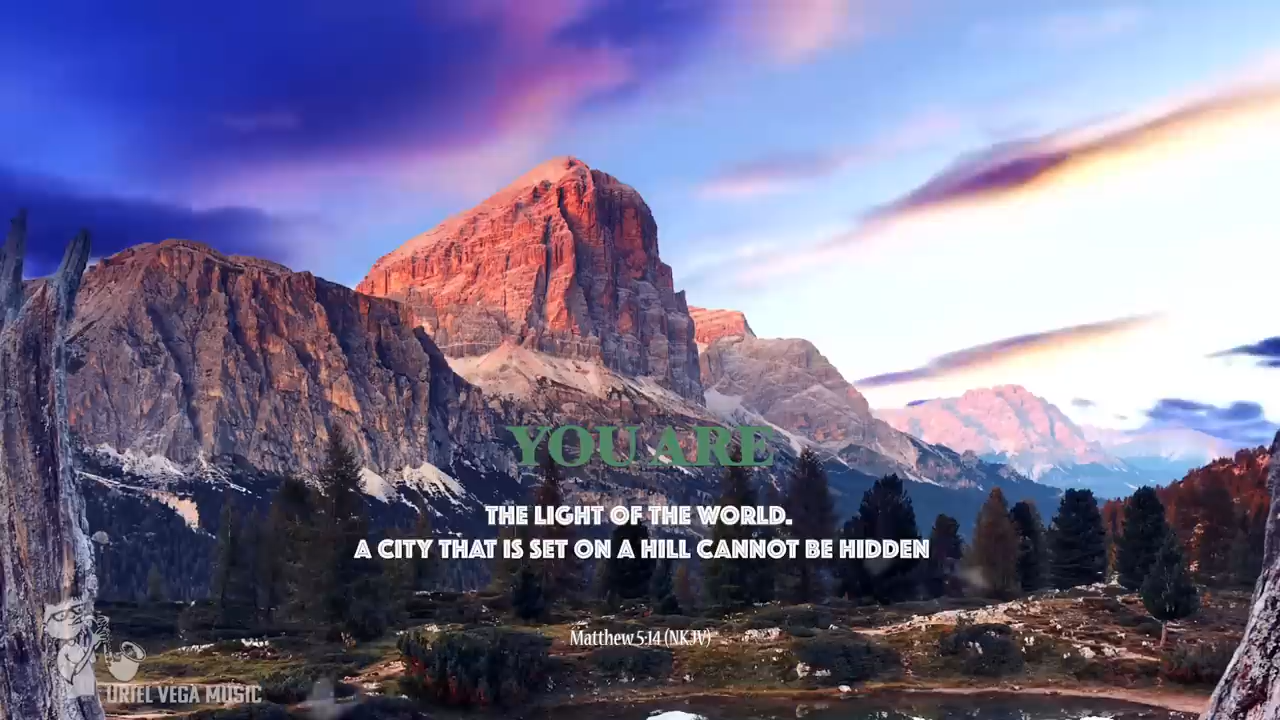 YOU ARE
THE LIGHT OF THE WORLD.
A CITY THAT IS SET ON A HILL CANNOT BE HIDDEN
Matthew 5:14 (NKJV)
URIEL VEGA MUSIC